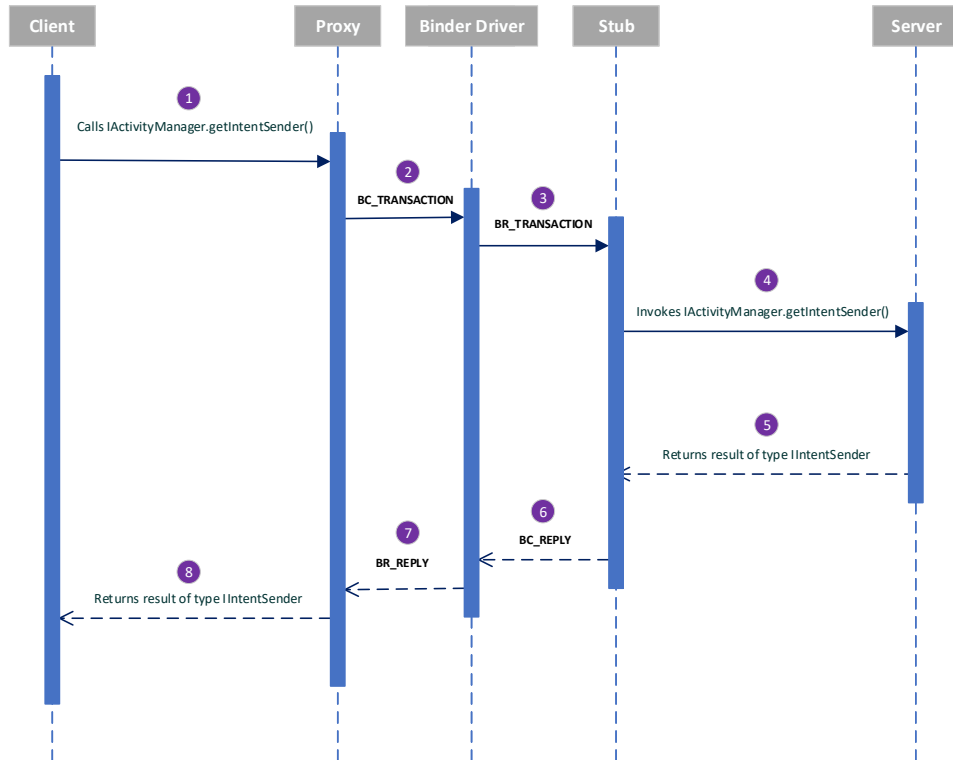 Client
Proxy
Binder Driver
Stub
Server
1
Calls IActivityManager.getIntentSender()
2
BC_TRANSACTION
3
BR_TRANSACTION
4
Invokes IActivityManager.getIntentSender()
5
Returns result of type IIntentSender
6
BC_REPLY
7
BR_REPLY
8
Returns result of type IIntentSender